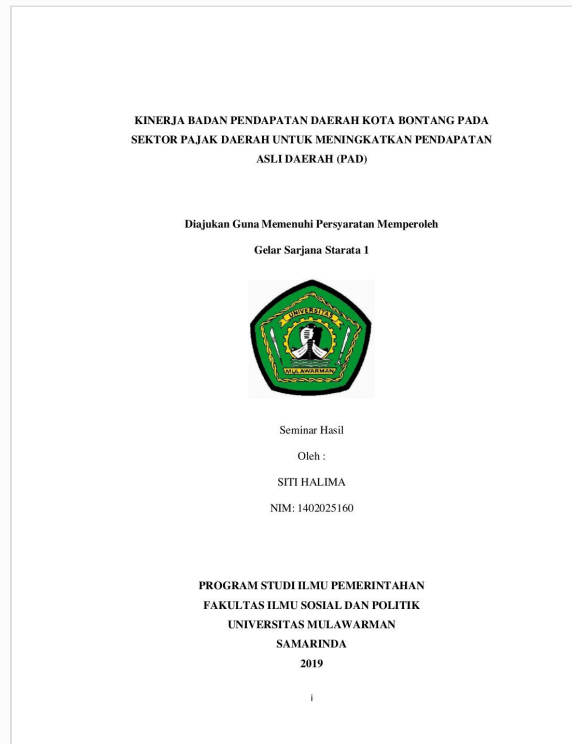 KINERJA BADAN PENDAPATAN DAERAH KOTA BONTANG PADA
SEKTOR PAJAK DAERAH UNTUK MENINGKATKAN PENDAPATAN
ASLI DAERAH (PAD)
Diajukan Guna Memenuhi Persyaratan Memperoleh
Gelar Sarjana Starata 1
UNIVERSITAS
MULAWARMAN
Seminar Hasil
Oleh :
SITI HALIMA
NIM: 1402025160
PROGRAM STUDI ILMU PEMERINTAHAN
FAKULTAS ILMU SOSIAL DAN POLITIK
UNIVERSITAS MULAWARMAN
SAMARINDA
2019
i